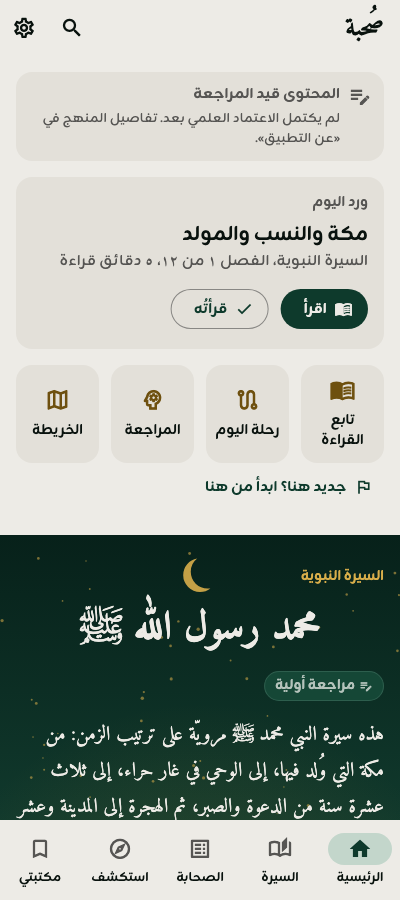 صُحبة
المحتوى قيد المراجعة
لم يكتمل الاعتماد العلمي بعد. تفاصيل المنهج في
«عن التطبيق».
ورد اليوم
مكة والنسب والمولد
السيرة النبوية، الفصل ١ من ١٢، ٥ دقائق قراءة
اقرأ
قرأتُه
تابع
القراءة
رحلة اليوم
المراجعة
الخريطة
جديد هنا؟ ابدأ من هنا
السيرة النبوية
محمد رسول الله ﷺ
مراجعة أولية
هذه سيرة النبي محمد ﷺ مرويّة على ترتيب الزمن: من
مكة التي وُلد فيها، إلى الوحي في غار حراء، إلى ثلاث
عشرة سنة من الدعوة والصبر، ثم الهجرة إلى المدينة وعشر
الرئيسية
السيرة
الصحابة
استكشف
مكتبتي